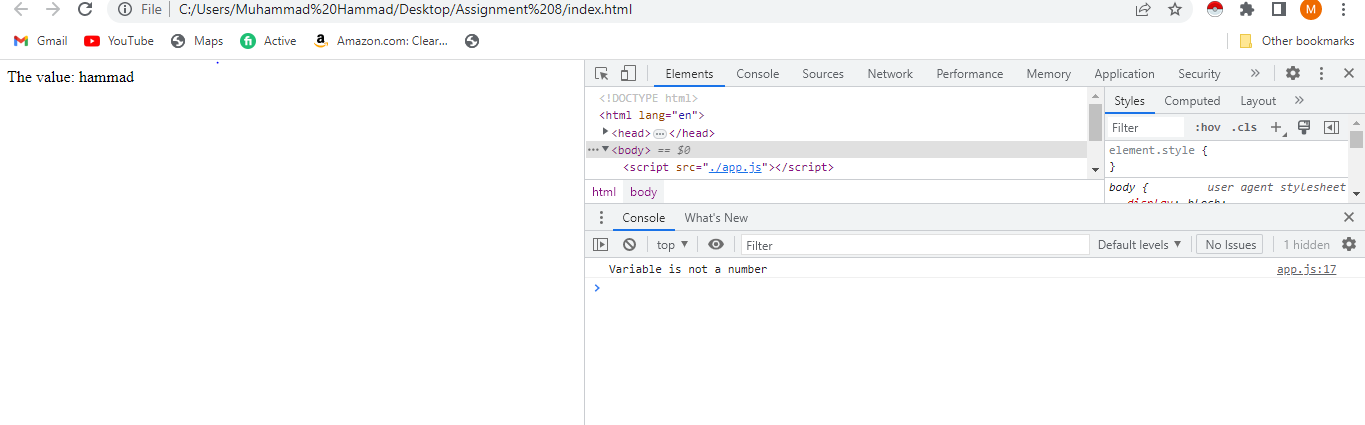 File | C:/Users/Muhammad%20Hammad/Desktop/Assignment%208/index.html M
Gmail YouTube Maps Active Amazon.com: Clear... Other bookmarks
The value: hammad
Elements Console Sources Network Performance Memory Application Security »
<!DOCTYPE html>
<html lang="en">
<head>…</head>
<body> == $0
<script src="./app.js"></script>
html body
Styles Computed Layout »
Filter :hov .cls +
element.style {
}
body { user agent stylesheet
display: block;
Console What's New
top ▼ Filter Default levels ▼ No Issues 1 hidden
Variable is not a number app.js:17
>